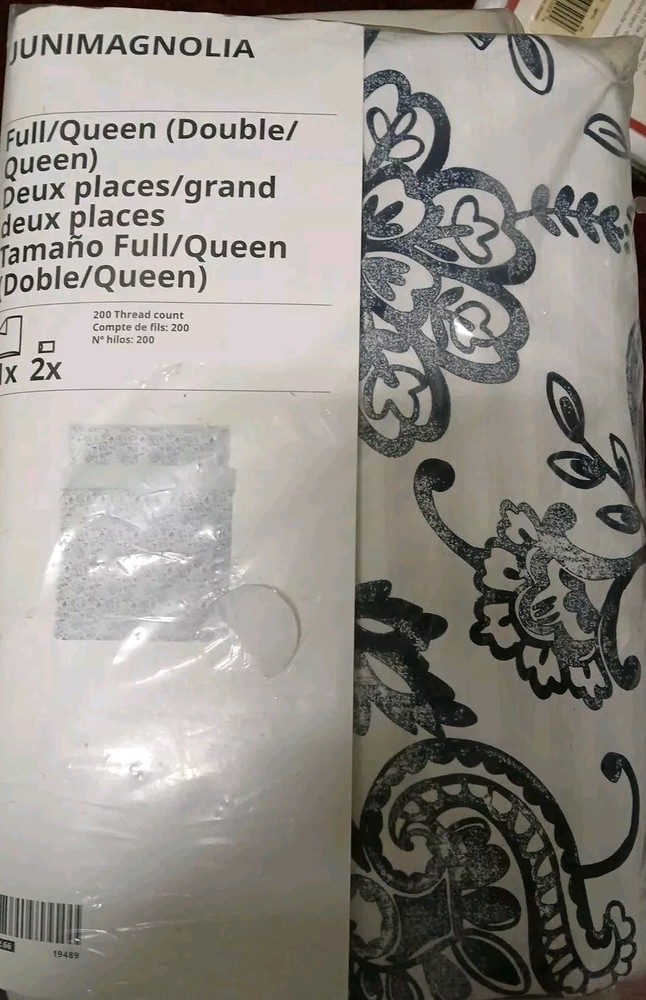 JUNIMAGNOLIA
Full/Queen (Double/
Queen)
Deux places/grand
deux places
Tamaño Full/Queen
(Doble/Queen)
200 Thread count
Compte de fils: 200
Nº hilos: 200
1x 2x
19489